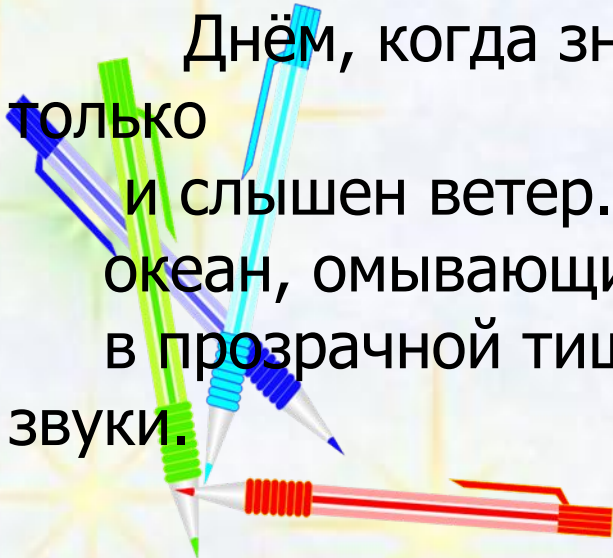 Днём, когда зн
только
и слышен ветер.
океан, омывающи
в прозрачной тиш
звуки.